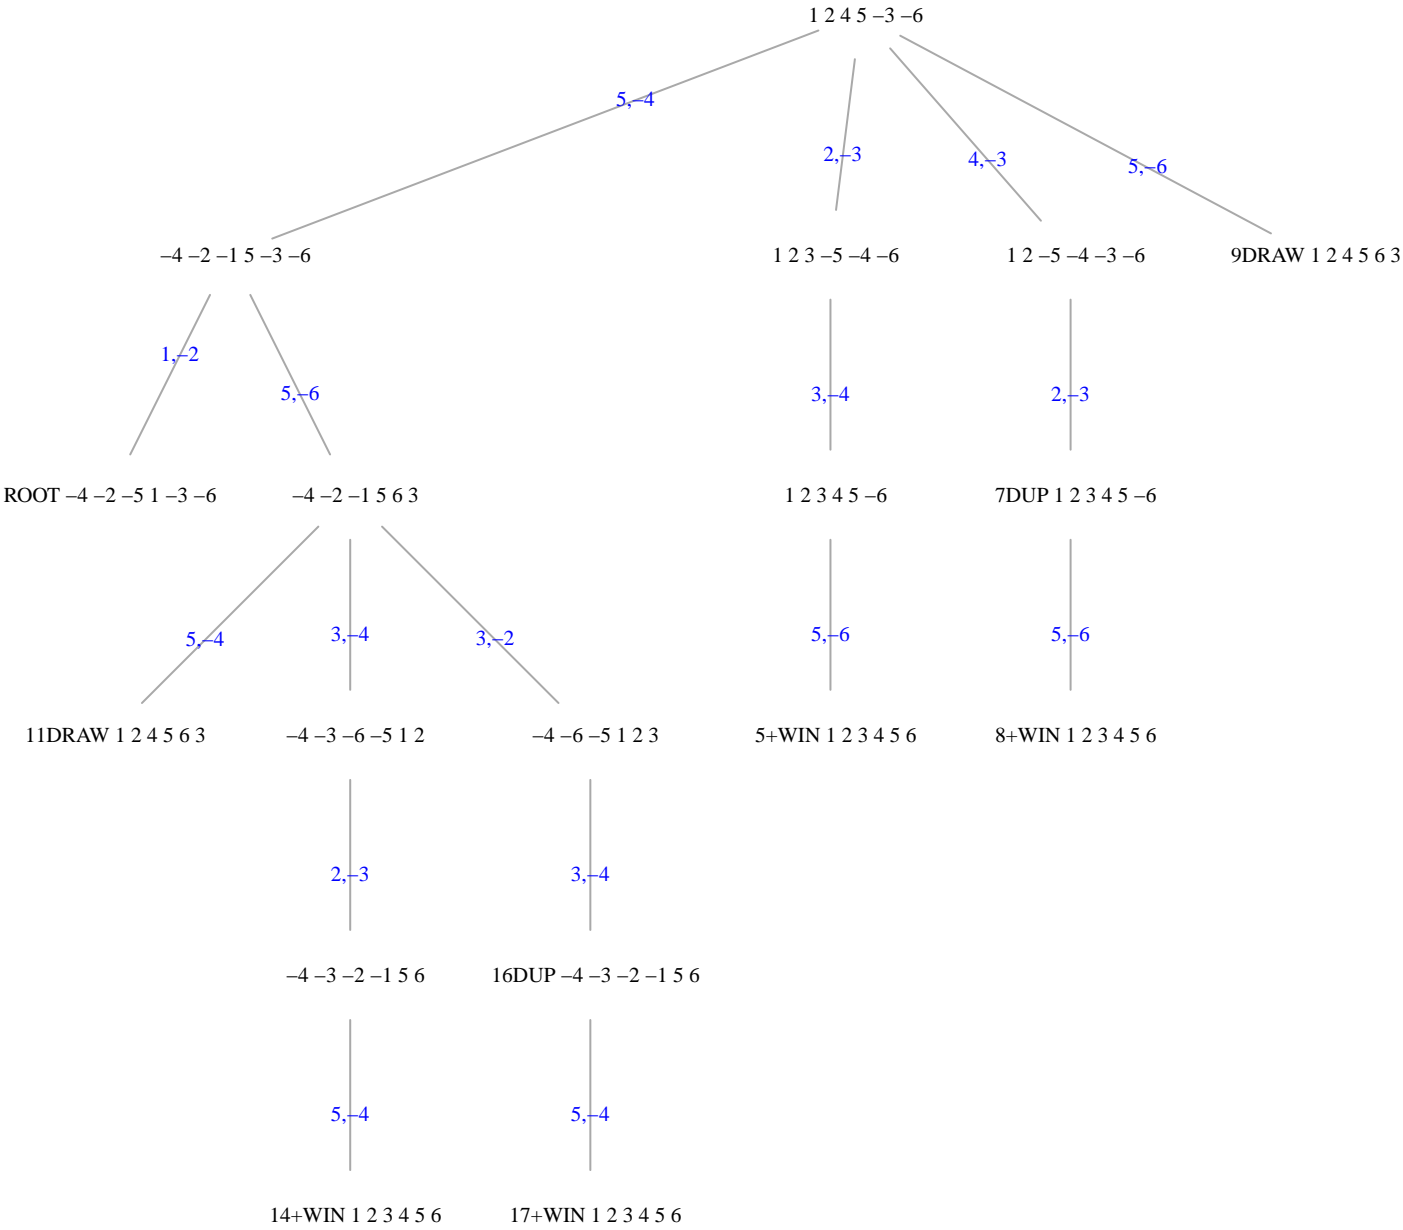 1 2 4 5 −3 −6
5,−4
2,−3
4,−3
5,−6
−4 −2 −1 5 −3 −6
1 2 3 −5 −4 −6
1 2 −5 −4 −3 −6
9DRAW 1 2 4 5 6 3
1,−2
5,−6
3,−4
2,−3
ROOT −4 −2 −5 1 −3 −6
−4 −2 −1 5 6 3
1 2 3 4 5 −6
7DUP 1 2 3 4 5 −6
5,−4
3,−4
3,−2
5,−6
5,−6
11DRAW 1 2 4 5 6 3
−4 −3 −6 −5 1 2
−4 −6 −5 1 2 3
5+WIN 1 2 3 4 5 6
8+WIN 1 2 3 4 5 6
2,−3
3,−4
−4 −3 −2 −1 5 6
16DUP −4 −3 −2 −1 5 6
5,−4
5,−4
14+WIN 1 2 3 4 5 6
17+WIN 1 2 3 4 5 6